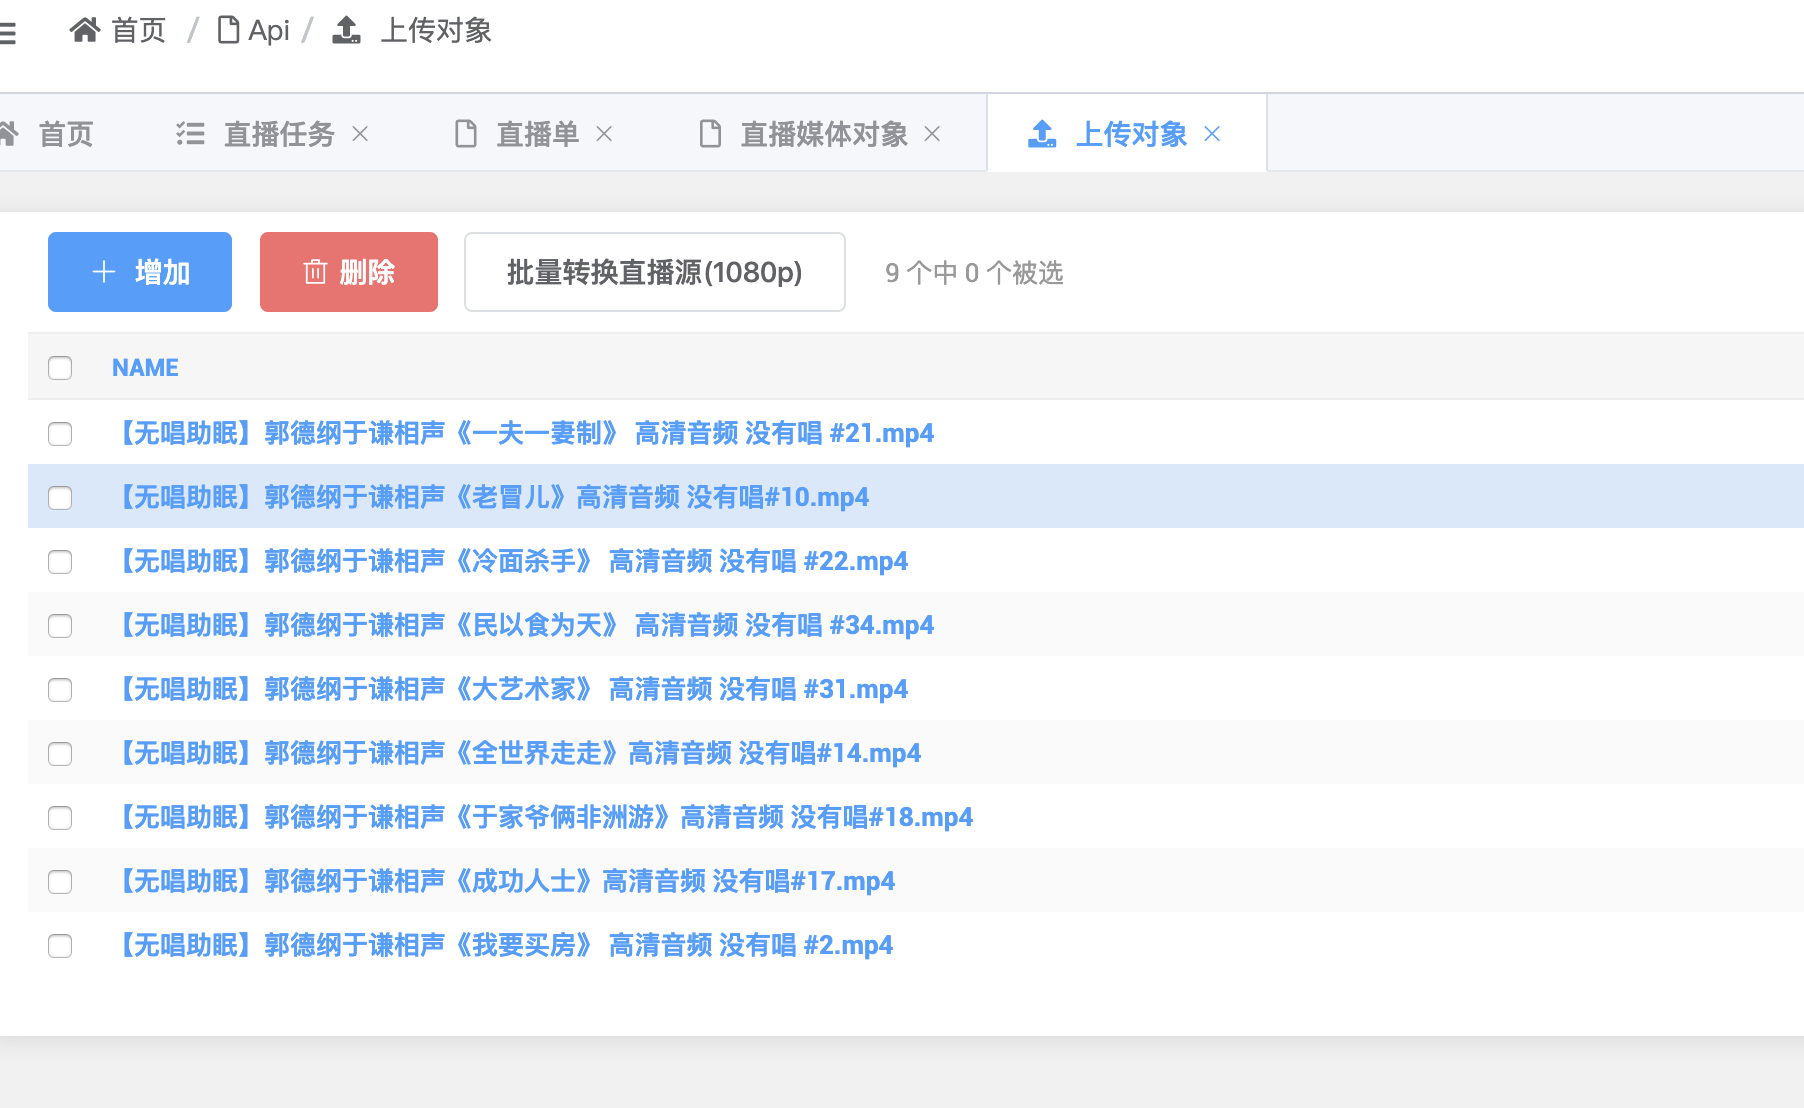 首页 / Api / 上传对象
首页 直播任务 直播单 直播媒体对象 上传对象
增加 删除 批量转换直播源(1080p) 9 个中 0 个被选
NAME
【无唱助眠】郭德纲于谦相声《一夫一妻制》 高清音频 没有唱 #21.mp4
【无唱助眠】郭德纲于谦相声《老冒儿》高清音频 没有唱#10.mp4
【无唱助眠】郭德纲于谦相声《冷面杀手》 高清音频 没有唱 #22.mp4
【无唱助眠】郭德纲于谦相声《民以食为天》 高清音频 没有唱 #34.mp4
【无唱助眠】郭德纲于谦相声《大艺术家》 高清音频 没有唱 #31.mp4
【无唱助眠】郭德纲于谦相声《全世界走走》高清音频 没有唱#14.mp4
【无唱助眠】郭德纲于谦相声《于家爷俩非洲游》高清音频 没有唱#18.mp4
【无唱助眠】郭德纲于谦相声《成功人士》高清音频 没有唱#17.mp4
【无唱助眠】郭德纲于谦相声《我要买房》 高清音频 没有唱 #2.mp4